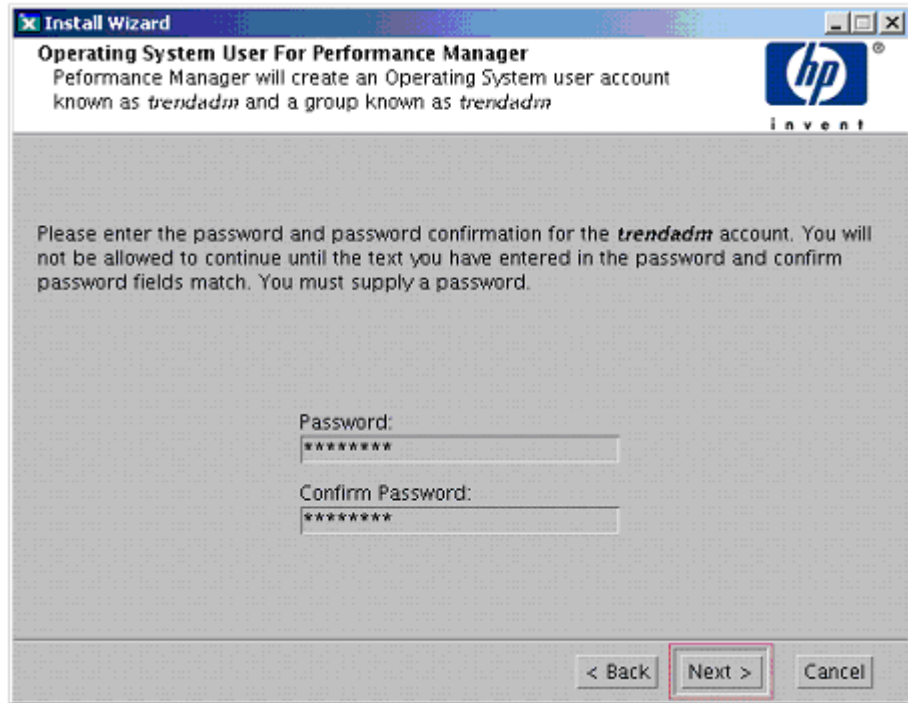 Install Wizard
Operating System User For Performance Manager
Peformance Manager will create an Operating System user account
known as trendadm and a group known as trendadm
hp
®
invent
Please enter the password and password confirmation for the trendadm account. You will
not be allowed to continue until the text you have entered in the password and confirm
password fields match. You must supply a password.
Password:
********
Confirm Password:
********
< Back
Next >
Cancel